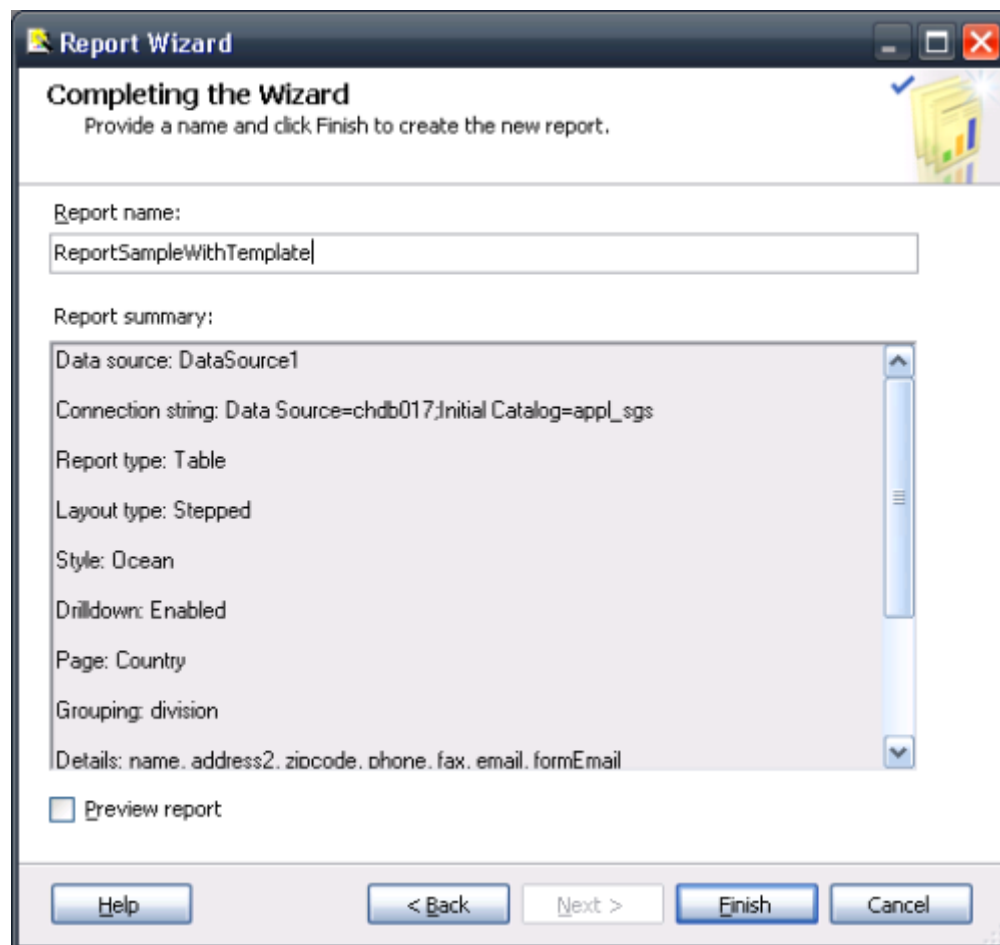 Report Wizard
Completing the Wizard
Provide a name and click Finish to create the new report.
Report name:
ReportSampleWithTemplate
Report summary:
Data source: DataSource1
Connection string: Data Source=chdb017;Initial Catalog=appl_sgs
Report type: Table
Layout type: Stepped
Style: Ocean
Drilldown: Enabled
Page: Country
Grouping: division
Details: name, address2, zipcode, phone, fax, email, formEmail
Preview report
Help
< Back
Next >
Finish
Cancel